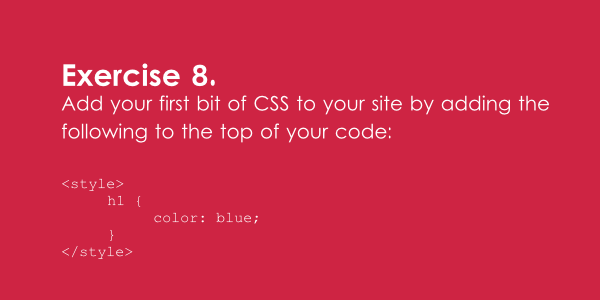 Exercise 8.
Add your first bit of CSS to your site by adding the
following to the top of your code:
<style>
h1 {
color: blue;
}
</style>